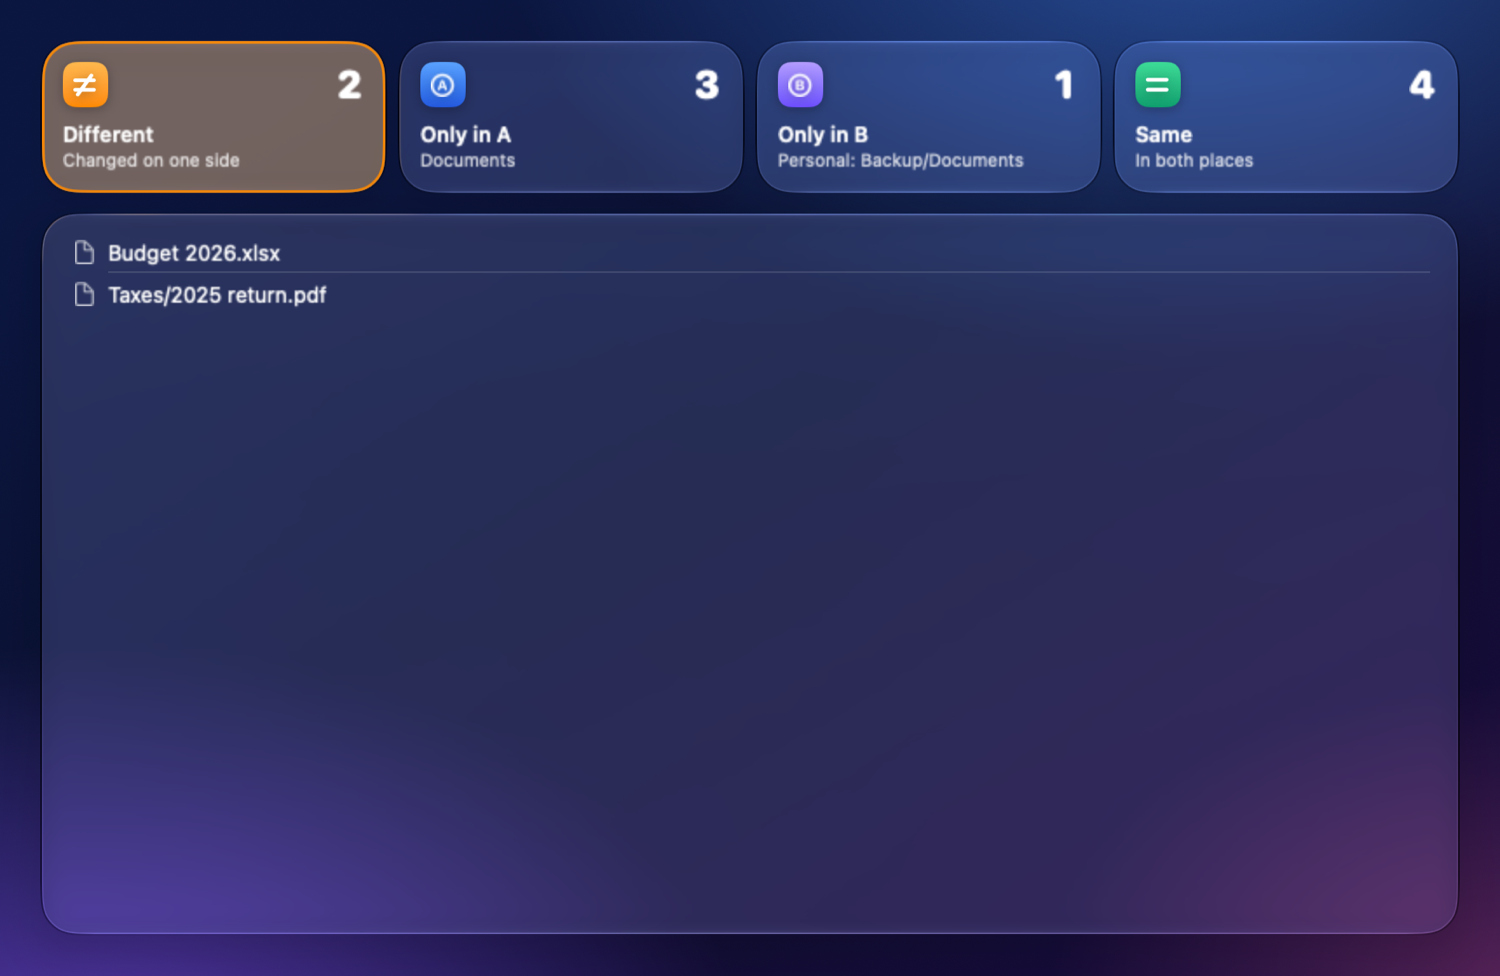 ≠ 2
Different
Changed on one side
A 3
Only in A
Documents
B 1
Only in B
Personal: Backup/Documents
= 4
Same
In both places
Budget 2026.xlsx
Taxes/2025 return.pdf